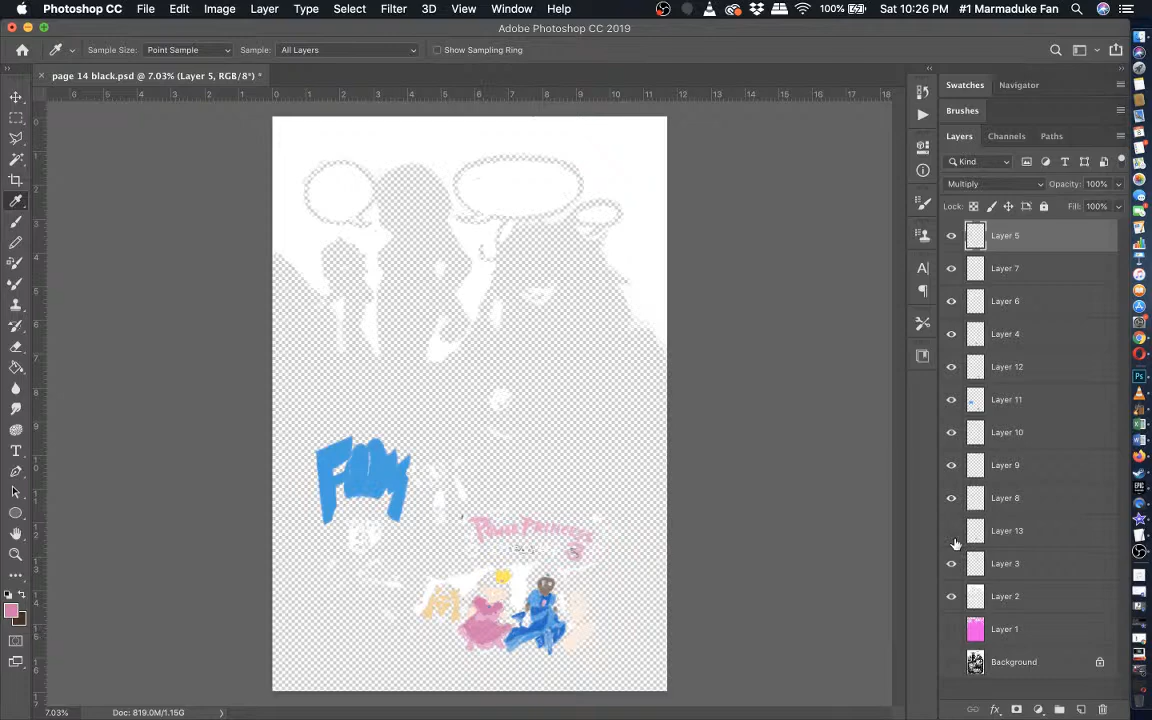 Photoshop CC File Edit Image Layer Type Select Filter 3D View Window Help 100% Sat 10:26 PM #1 Marmaduke Fan
Adobe Photoshop CC 2019
Sample Size: Point Sample Sample: All Layers Show Sampling Ring
page 14 black.psd @ 7.03% (Layer 5, RGB/8*) *
Swatches Navigator
Brushes
Layers Channels Paths
Kind
Multiply Opacity: 100%
Lock: Fill: 100%
Layer 5
Layer 7
Layer 6
Layer 4
Layer 12
Layer 11
Layer 10
Layer 9
Layer 8
Layer 13
Layer 3
Layer 2
Layer 1
Background
FOM
Power Princess
M
7.03% Doc: 819.0M/1.15G